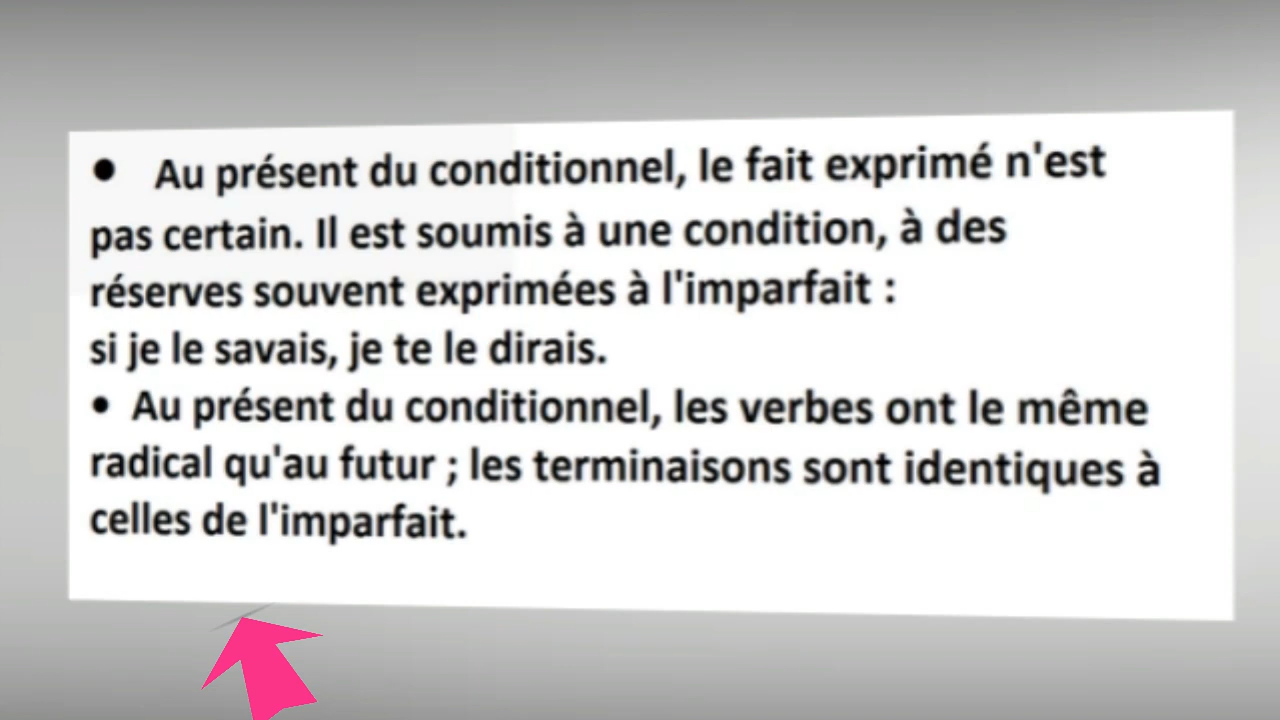 • Au présent du conditionnel, le fait exprimé n'est
pas certain. Il est soumis à une condition, à des
réserves souvent exprimées à l'imparfait :
si je le savais, je te le dirais.
• Au présent du conditionnel, les verbes ont le même
radical qu'au futur ; les terminaisons sont identiques à
celles de l'imparfait.